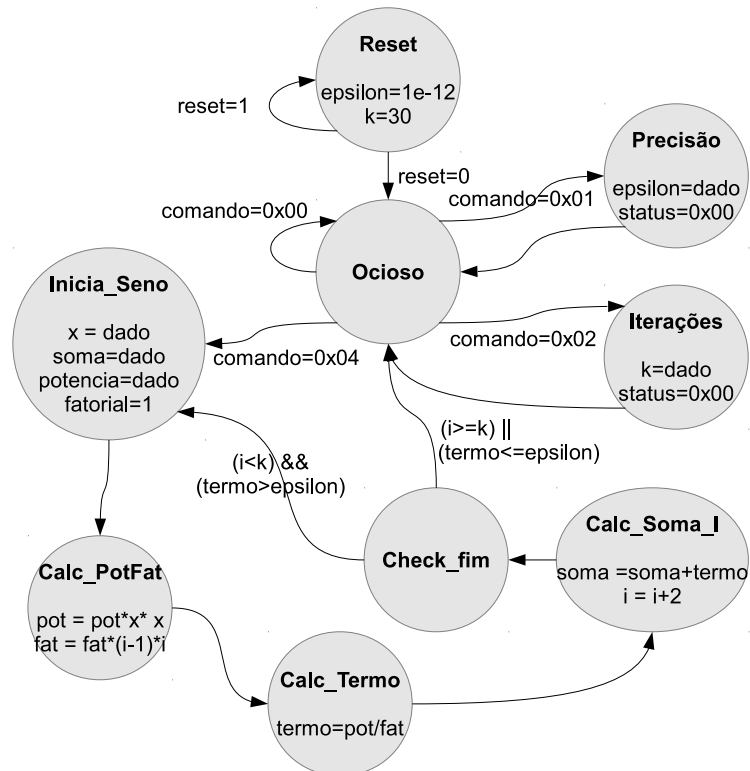 Reset
epsilon=1e-12
k=30
reset=1
reset=0
Precisão
epsilon=dado
status=0x00
comando=0x00
comando=0x01
Ocioso
Inicia_Seno
x = dado
soma=dado
potencia=dado
fatorial=1
comando=0x04
comando=0x02
Iterações
k=dado
status=0x00
(i>=k) ||
(termo<=epsilon)
(i<k) &&
(termo>epsilon)
Calc_Soma_I
soma =soma+termo
i = i+2
Check_fim
Calc_PotFat
pot = pot*x* x
fat = fat*(i-1)*i
Calc_Termo
termo=pot/fat